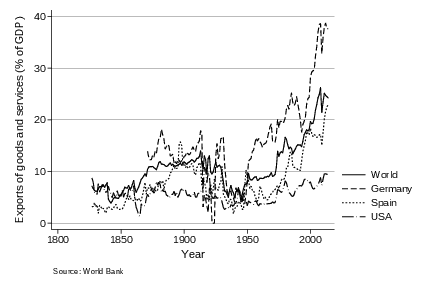 Exports of goods and services (% of GDP )
40
30
20
10
0
1800
1850
1900
1950
2000
Year
World
Germany
Spain
USA
Source: World Bank